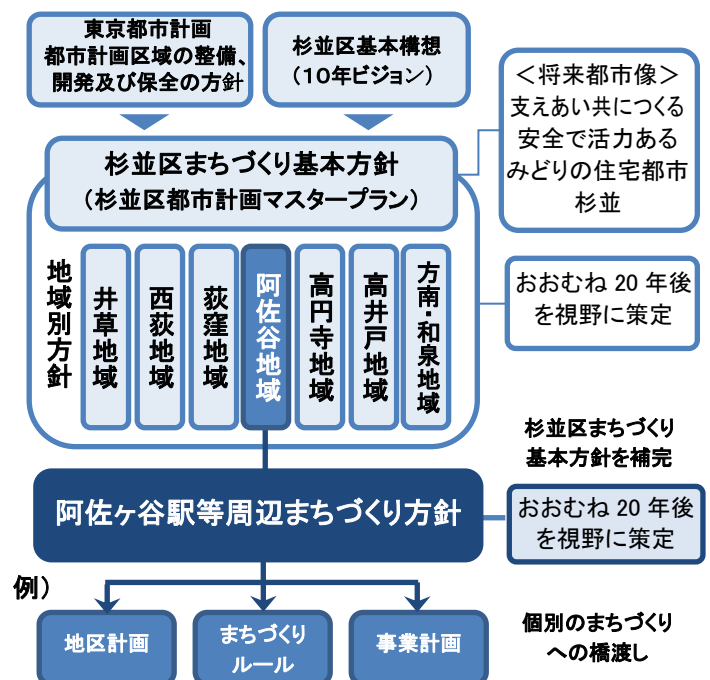 東京都市計画
都市計画区域の整備、
開発及び保全の方針
杉並区基本構想
（１０年ビジョン）
＜将来都市像＞
支えあい共につくる
安全で活力ある
みどりの住宅都市
杉並
杉並区まちづくり基本方針
（杉並区都市計画マスタープラン）
地域別方針
井草地域
西荻地域
荻窪地域
阿佐谷地域
高円寺地域
高井戸地域
方南・和泉地域
おおむね 20 年後
を視野に策定
杉並区まちづくり
基本方針を補完
阿佐ヶ谷駅等周辺まちづくり方針
おおむね 20 年後
を視野に策定
例）
地区計画
まちづくり
ルール
事業計画
個別のまちづくり
への橋渡し